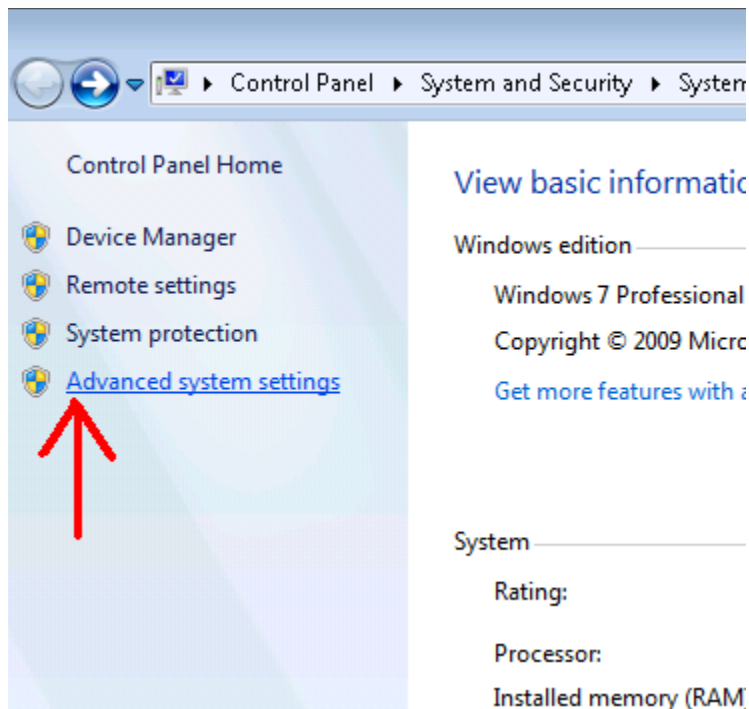 Control Panel ▸ System and Security ▸ System
Control Panel Home
Device Manager
Remote settings
System protection
Advanced system settings
View basic informatio
Windows edition
Windows 7 Professional
Copyright © 2009 Micro
Get more features with a
System
Rating:
Processor:
Installed memory (RAM)